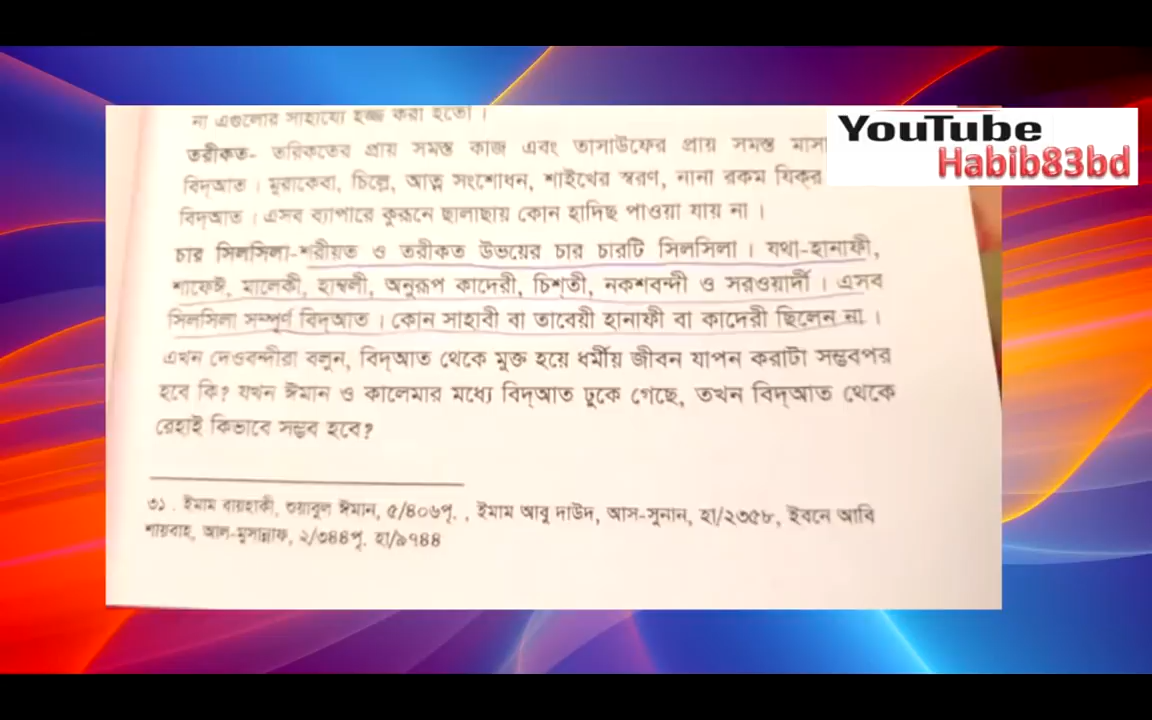 না এগুলোর সাহায্যে হজ্জ করা হতো।
তরীকত- তরিকতের প্রায় সমস্ত কাজ এবং তাসাউফের প্রায় সমস্ত
বিদ্আত। মুরাকেবা, চিল্লে, আত্ম সংশোধন, শাইখের স্মরণ, নানা রকম যিক্‌র
বিদ্আত। এসব ব্যাপারে কুরূনে ছালাছায় কোন হাদিছ পাওয়া যায় না।
চার সিলসিলা-শরীয়ত ও তরীকত উভয়ের চার চারটি সিলসিলা। যথা-হানাফী,
শাফেঈ, মালেকী, হাম্বলী, অনুরূপ কাদেরী, চিশ্তী, নকশবন্দী ও সরওয়ার্দী। এসব
সিলসিলা সম্পূর্ণ বিদ্আত। কোন সাহাবী বা তাবেয়ী হানাফী বা কাদেরী ছিলেন না।
এখন দেওবন্দীরা বলুন, বিদ্আত থেকে মুক্ত হয়ে ধর্মীয় জীবন যাপন করাটা সম্ভবপর
হবে কি? যখন ঈমান ও কালেমার মধ্যে বিদ্আত ঢুকে গেছে, তখন বিদ্আত থেকে
রেহাই কিভাবে সম্ভব হবে?
৩১. ইমাম বায়হাকী, শুয়াবুল ঈমান, ৫/৪০৬পৃ., ইমাম আবু দাউদ, আস-সুনান, হা/২৩৫৮, ইবনে আবি
শায়বাহ, আল-মুসান্নাফ, ২/৩৪৪পৃ. হা/৯৭৪৪
YouTube
Habib83bd